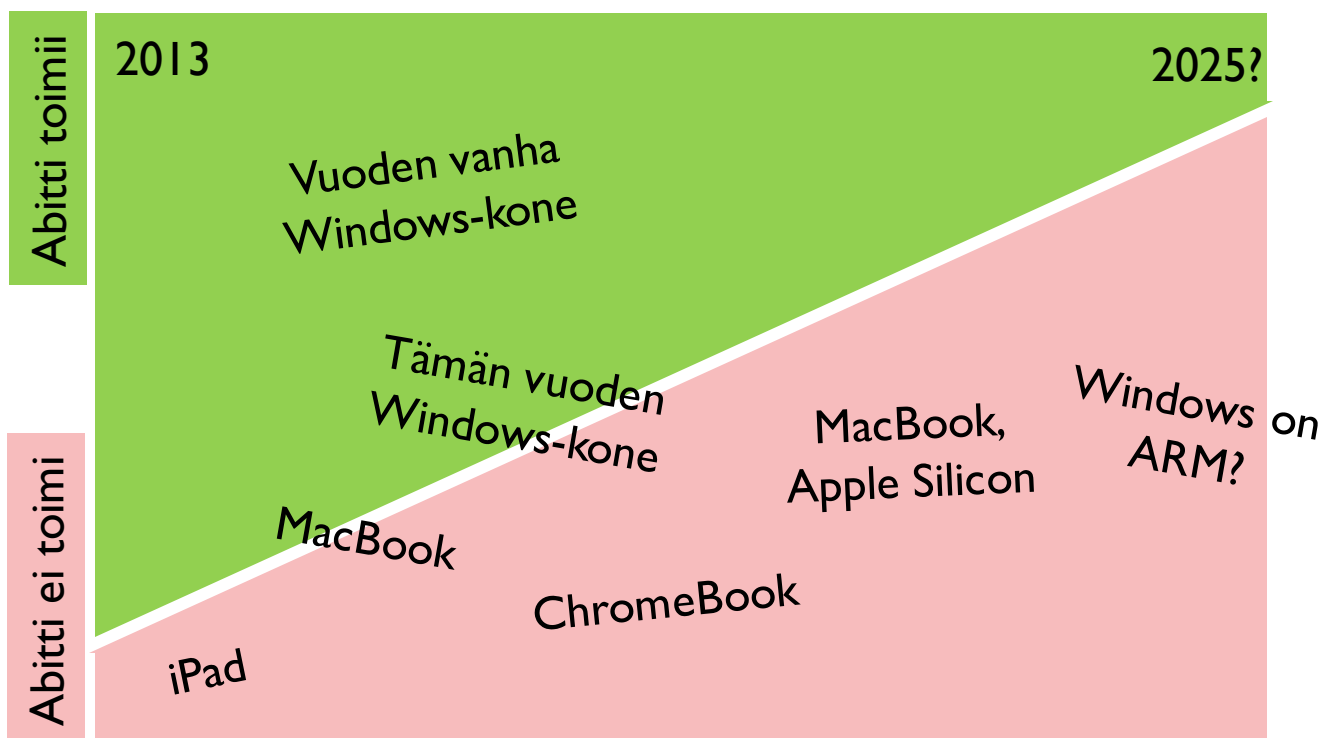 Abitti toimii
2013
2025?
Vuoden vanha
Windows-kone
Tämän vuoden
Windows-kone
MacBook,
Apple Silicon
Windows on
ARM?
Abitti ei toimi
MacBook
ChromeBook
iPad